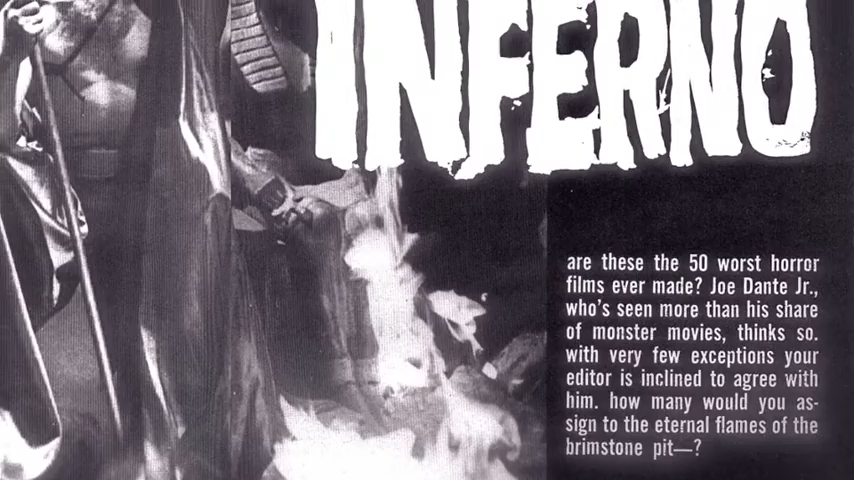 INFERNO
are these the 50 worst horror
films ever made? Joe Dante Jr.,
who's seen more than his share
of monster movies, thinks so.
with very few exceptions your
editor is inclined to agree with
him. how many would you as-
sign to the eternal flames of the
brimstone pit—?